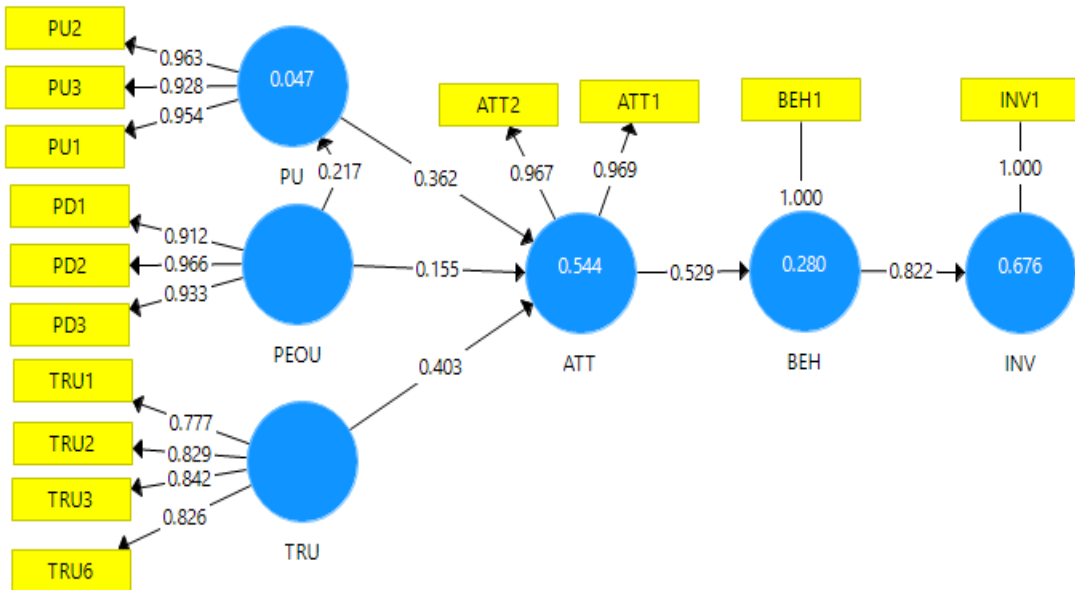 PU2
PU3
PU1
0.963
0.928
0.954
0.047
PU
PD1
PD2
PD3
0.912
0.966
0.933
0.217
PEOU
TRU1
TRU2
TRU3
TRU6
0.777
0.829
0.842
0.826
TRU
0.362
0.155
0.403
ATT2
ATT1
0.967
0.969
0.544
ATT
0.529
BEH1
1.000
0.280
BEH
0.822
INV1
1.000
0.676
INV